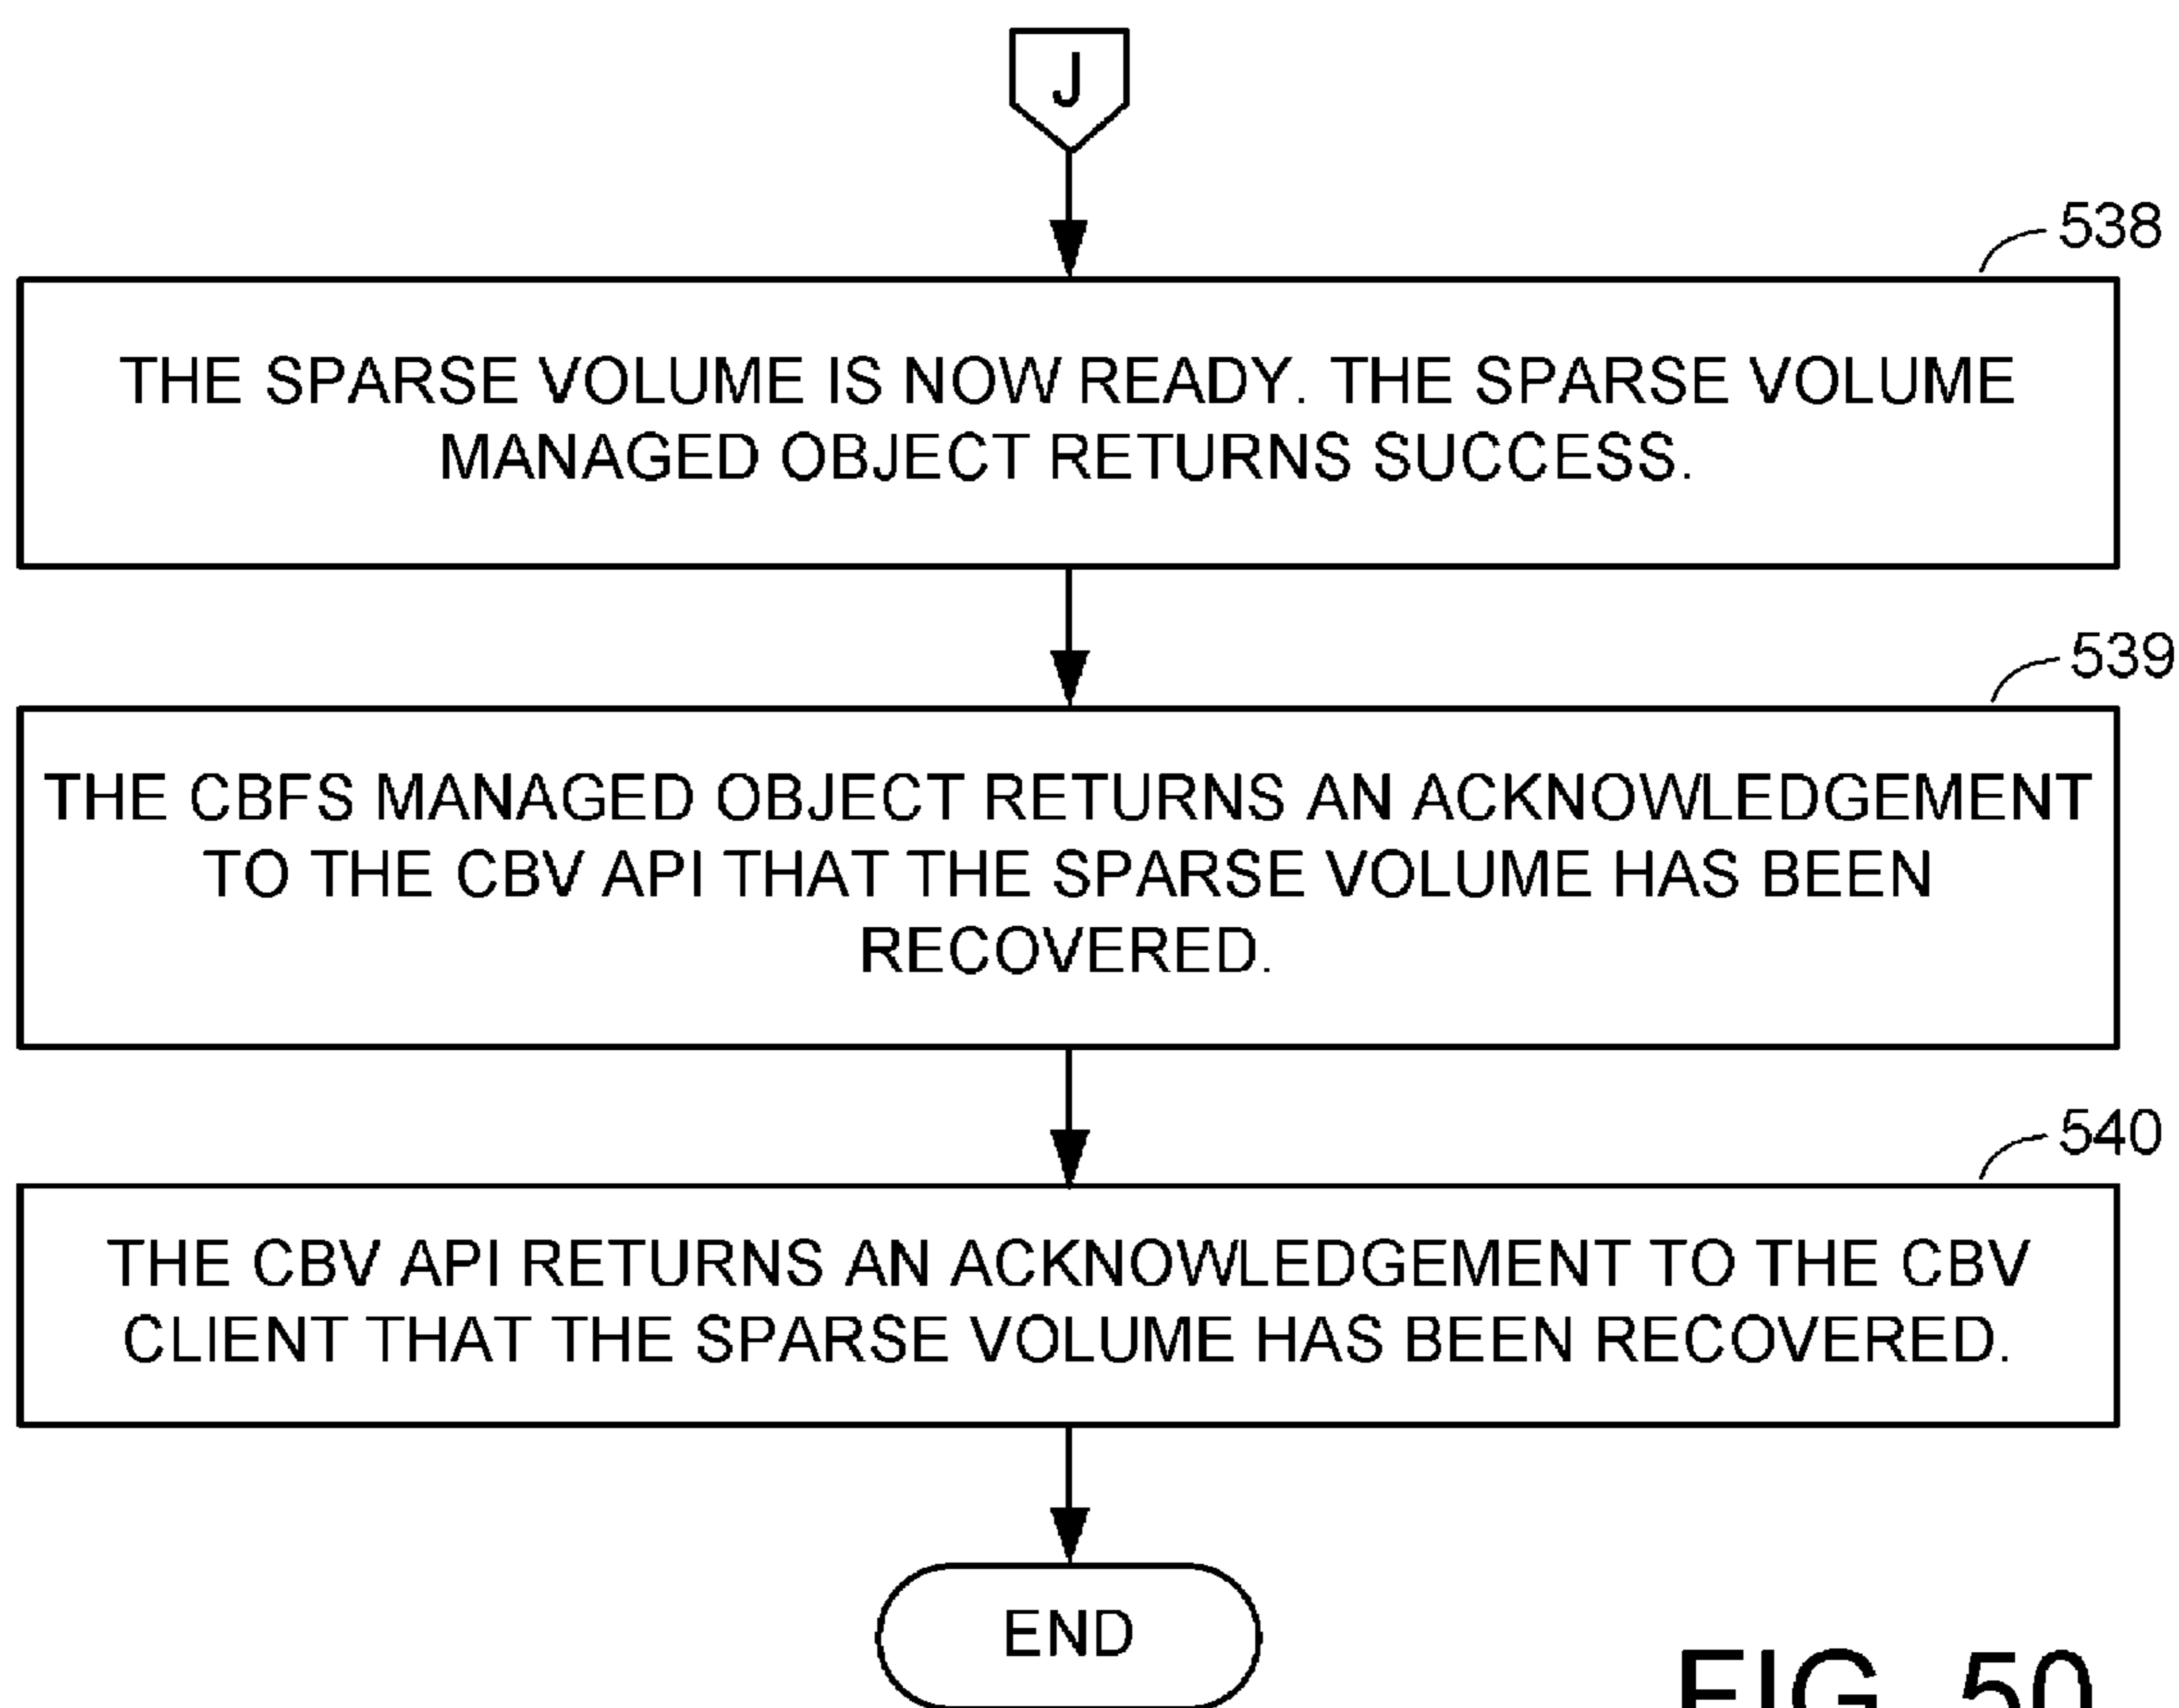 J
538
THE SPARSE VOLUME IS NOW READY. THE SPARSE VOLUME
MANAGED OBJECT RETURNS SUCCESS.
539
THE CBFS MANAGED OBJECT RETURNS AN ACKNOWLEDGEMENT
TO THE CBV API THAT THE SPARSE VOLUME HAS BEEN
RECOVERED.
540
THE CBV API RETURNS AN ACKNOWLEDGEMENT TO THE CBV
CLIENT THAT THE SPARSE VOLUME HAS BEEN RECOVERED.
END
FIG. 50